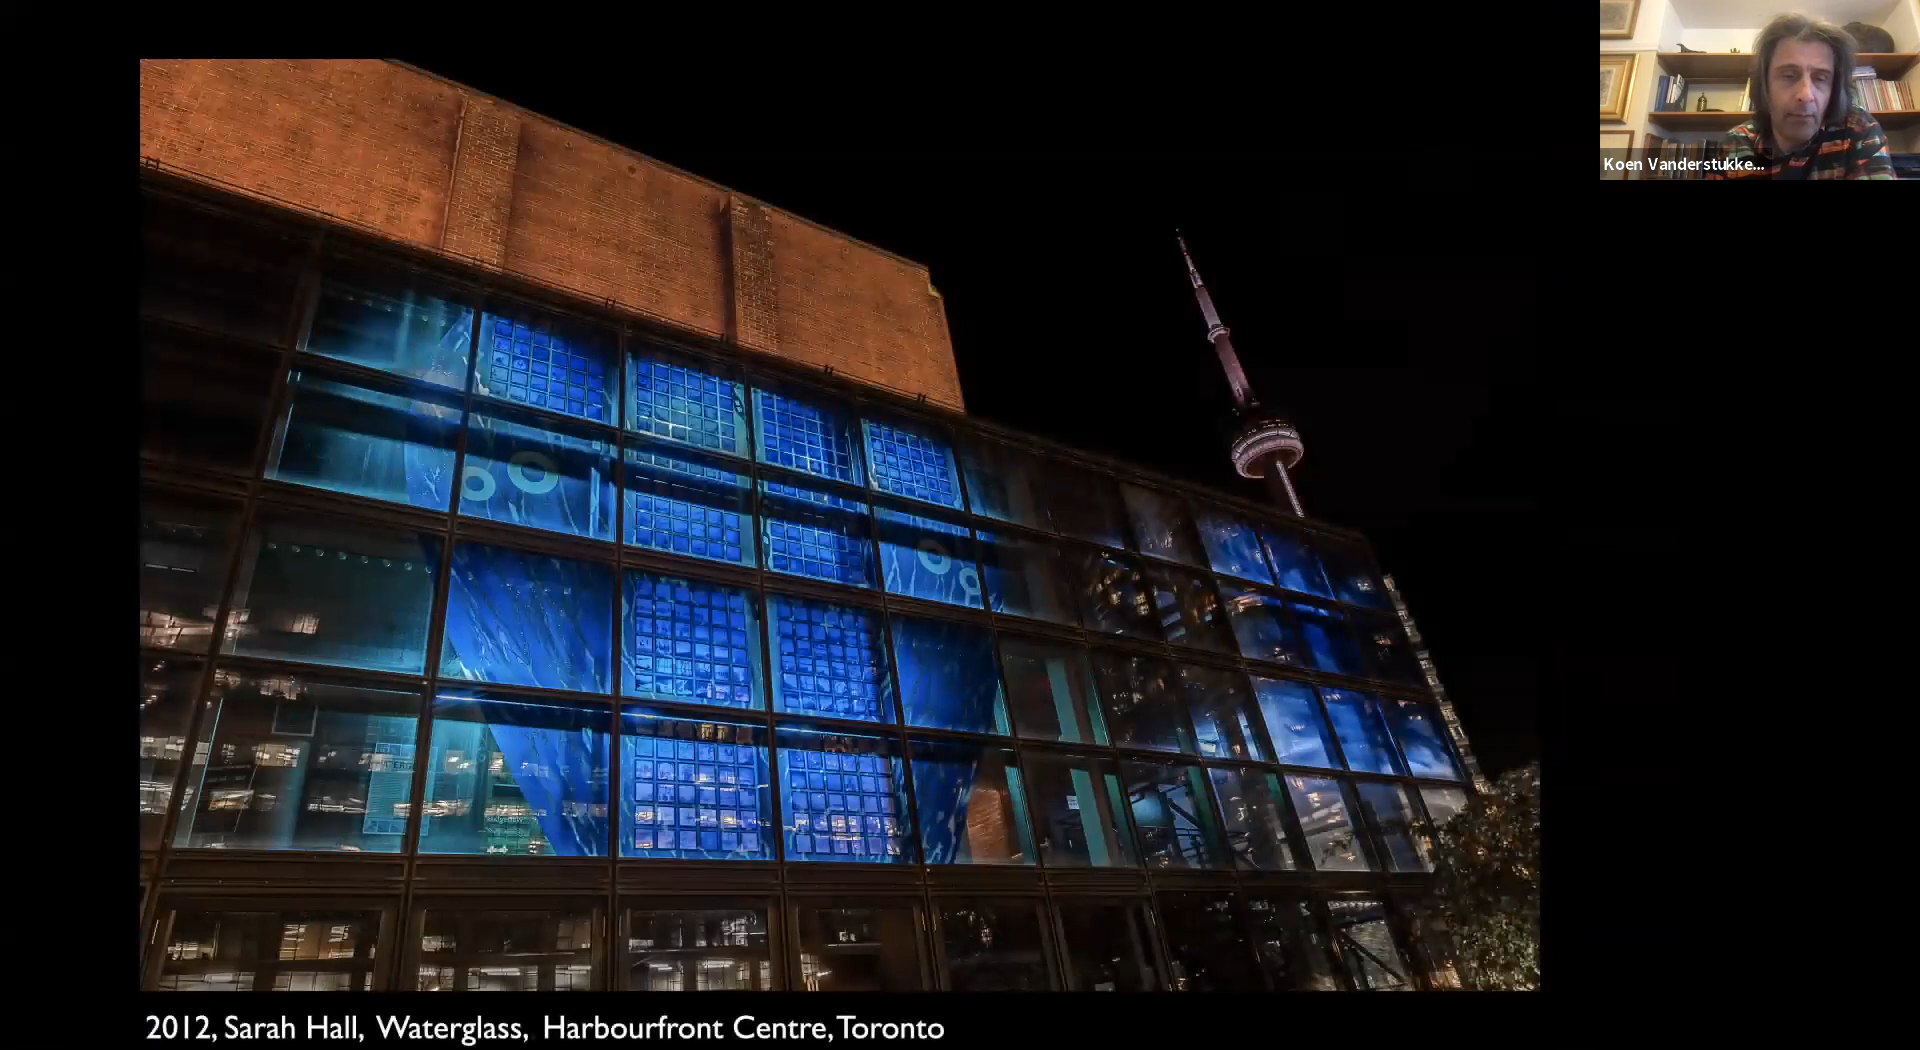 Koen Vanderstukke...
2012, Sarah Hall, Waterglass, Harbourfront Centre, Toronto